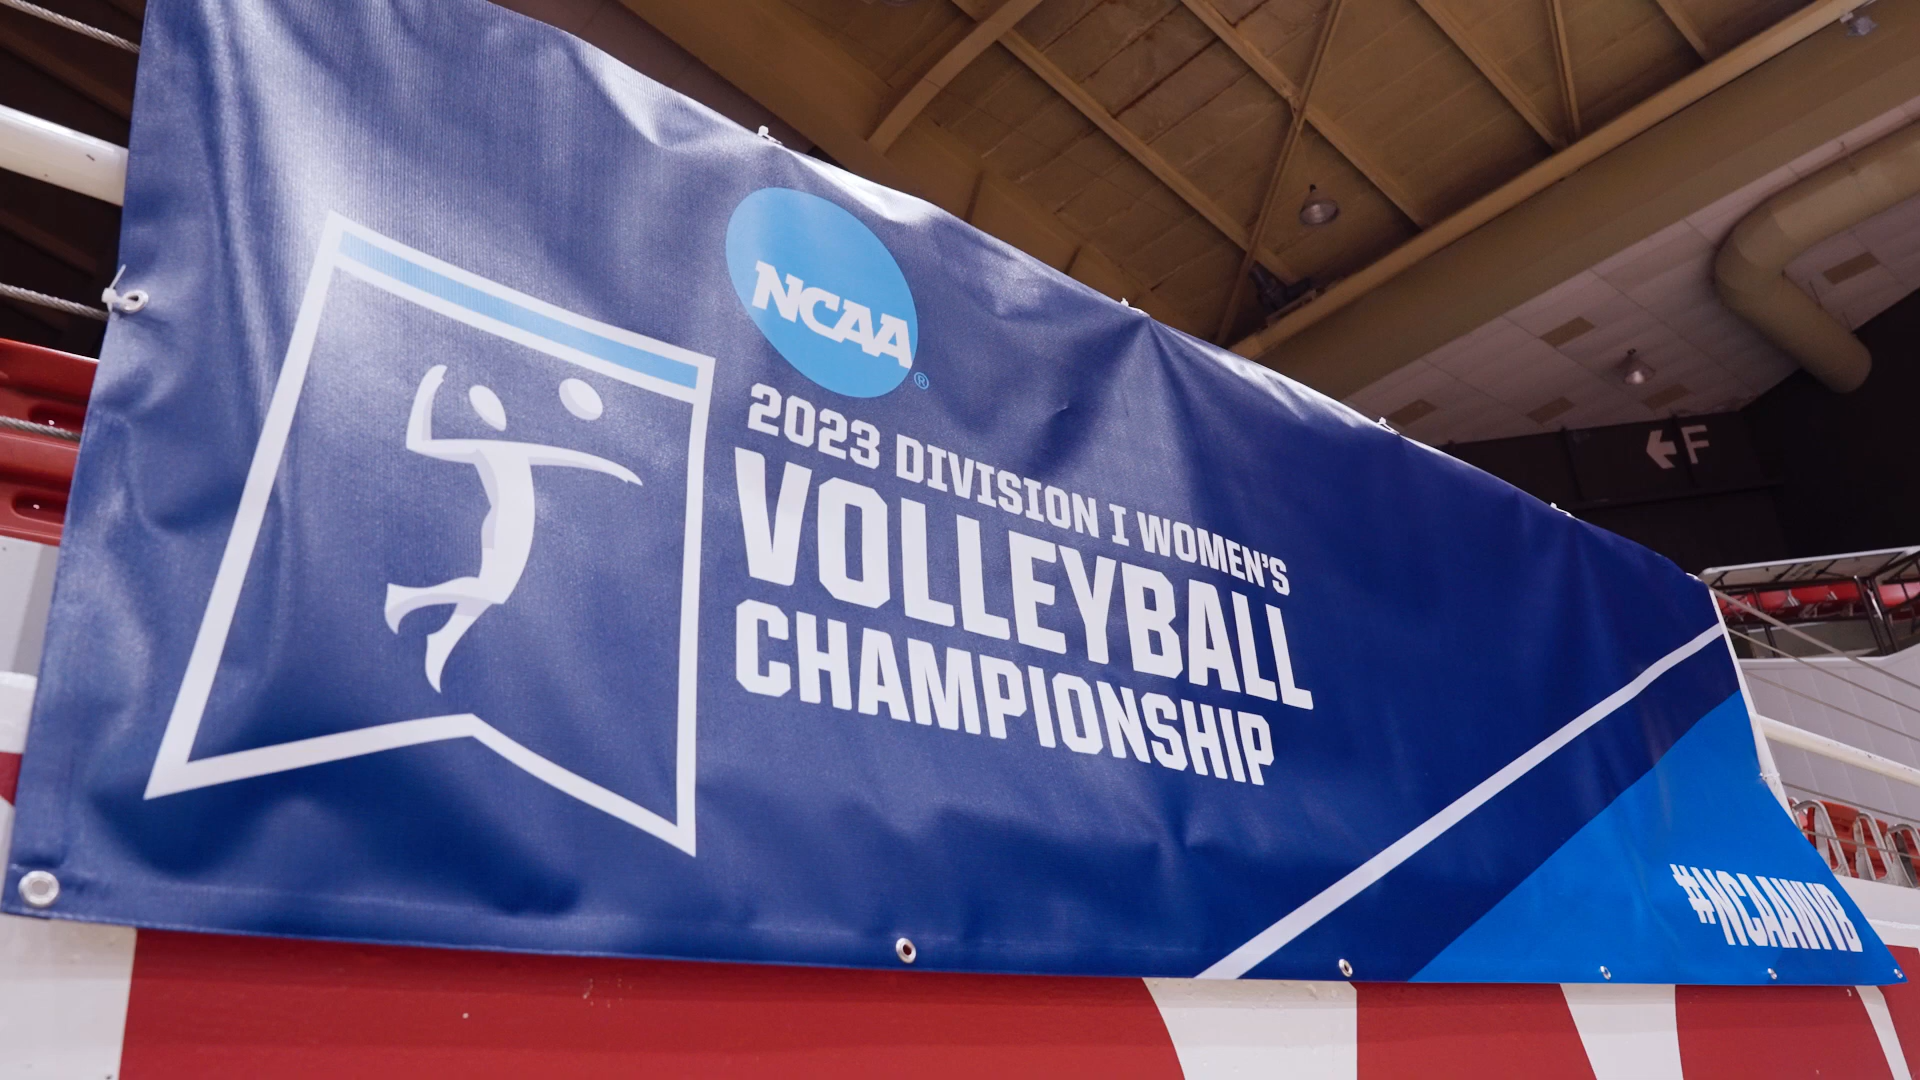 NCAA®
2023 DIVISION I WOMEN'S
VOLLEYBALL
CHAMPIONSHIP
#NCAAWVB
← F